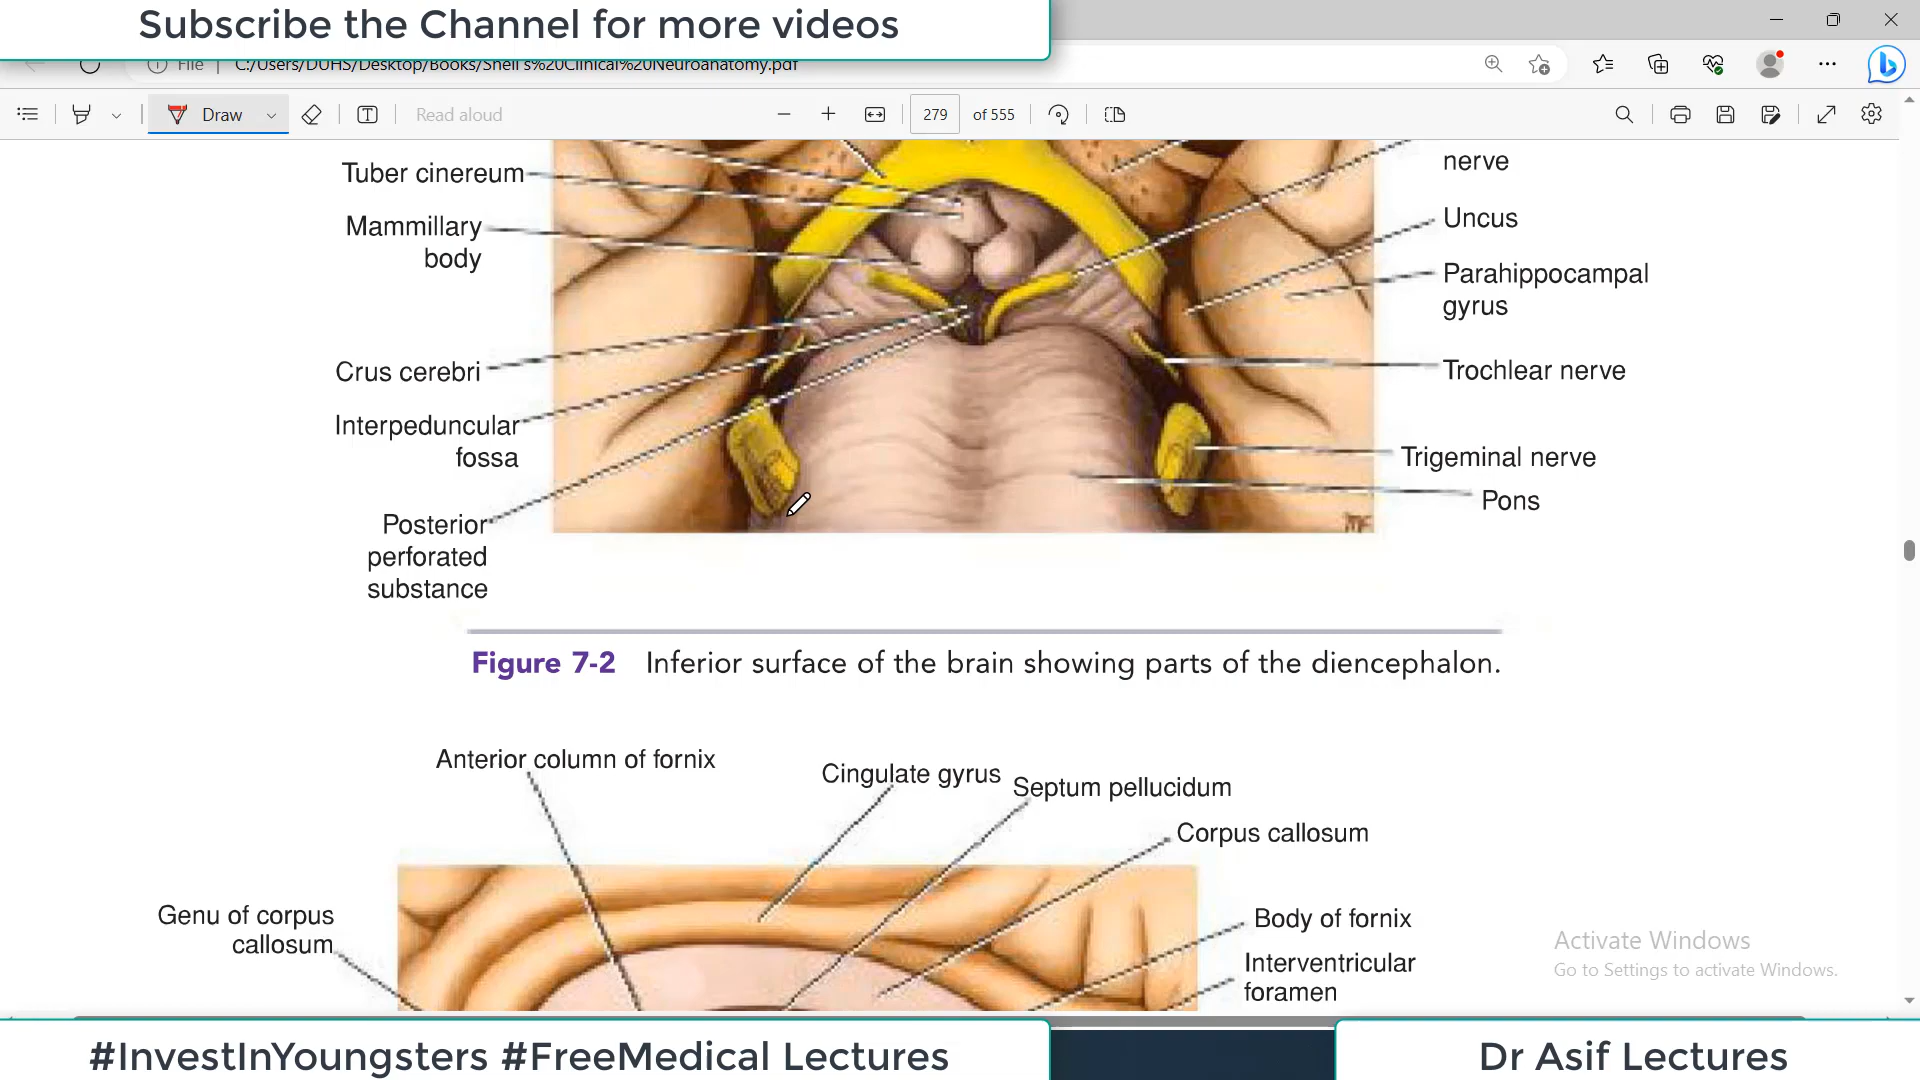 Subscribe the Channel for more videos
File
C:/Users/DUHS/Desktop/Books/Snell's%20Clinical%20Neuroanatomy.pdf
Draw
Read aloud
279
of 555
Tuber cinereum
nerve
Mammillary
body
Uncus
Parahippocampal
gyrus
Crus cerebri
Trochlear nerve
Interpeduncular
fossa
Trigeminal nerve
Pons
Posterior
perforated
substance
Figure 7-2 Inferior surface of the brain showing parts of the diencephalon.
Anterior column of fornix
Cingulate gyrus
Septum pellucidum
Corpus callosum
Genu of corpus
callosum
Body of fornix
Interventricular
foramen
Activate Windows
Go to Settings to activate Windows.
#InvestInYoungsters #FreeMedical Lectures
Dr Asif Lectures